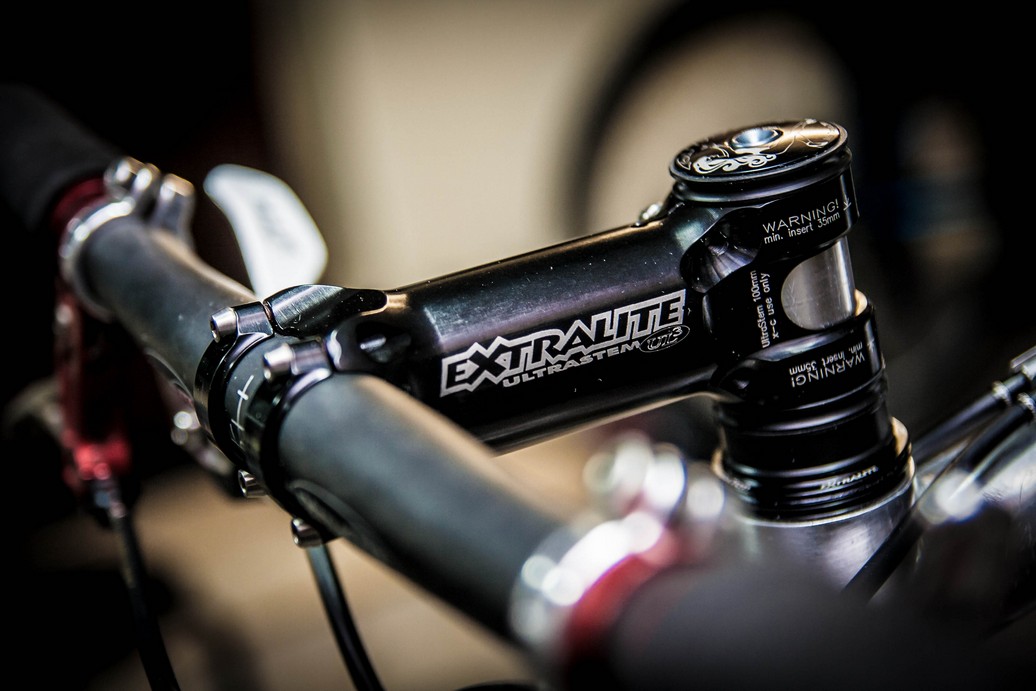 WARNING!
min. insert 35mm
EXTRALITE
ULTRASTEM
UltraStem 100mm
x-c use only
WARNING!
min. insert
35mm
EXTRALITE